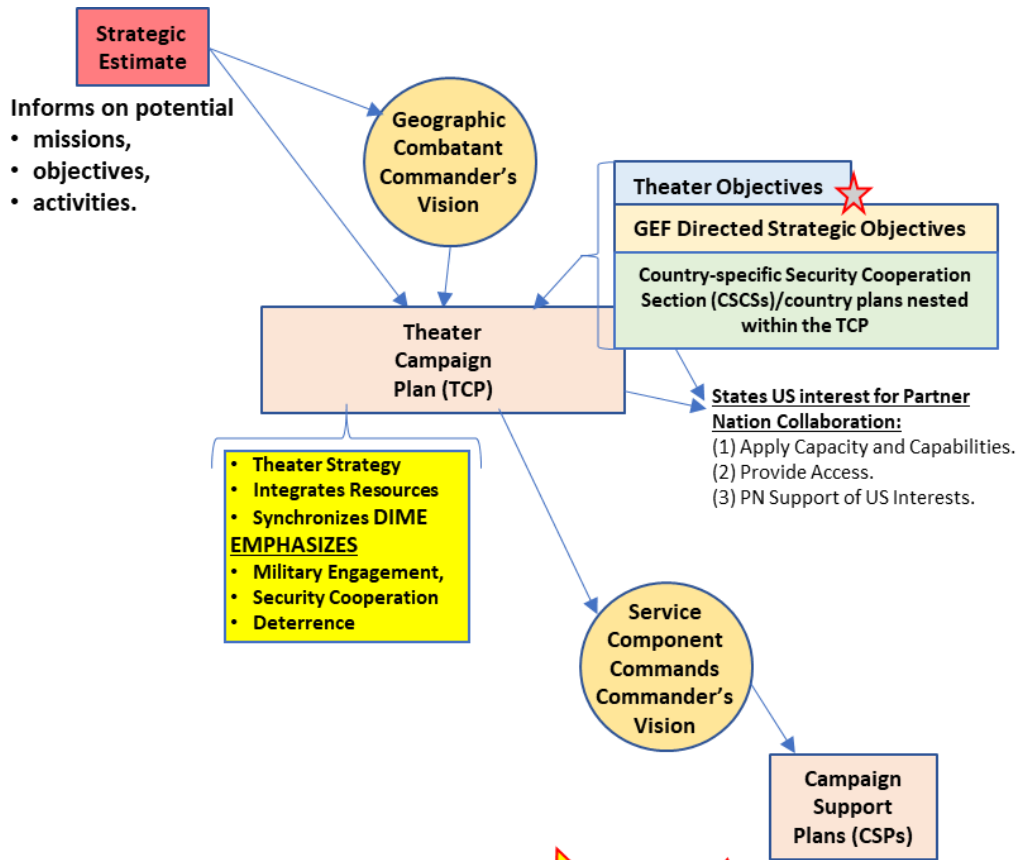 Strategic
Estimate
Informs on potential
• missions,
• objectives,
• activities.
Geographic
Combatant
Commander's
Vision
Theater Objectives
GEF Directed Strategic Objectives
Country-specific Security Cooperation
Section (CSCSs)/country plans nested
within the TCP
Theater
Campaign
Plan (TCP)
States US interest for Partner
Nation Collaboration:
(1) Apply Capacity and Capabilities.
(2) Provide Access.
(3) PN Support of US Interests.
• Theater Strategy
• Integrates Resources
• Synchronizes DIME
EMPHASIZES
• Military Engagement,
• Security Cooperation
• Deterrence
Service
Component
Commands
Commander's
Vision
Campaign
Support
Plans (CSPs)